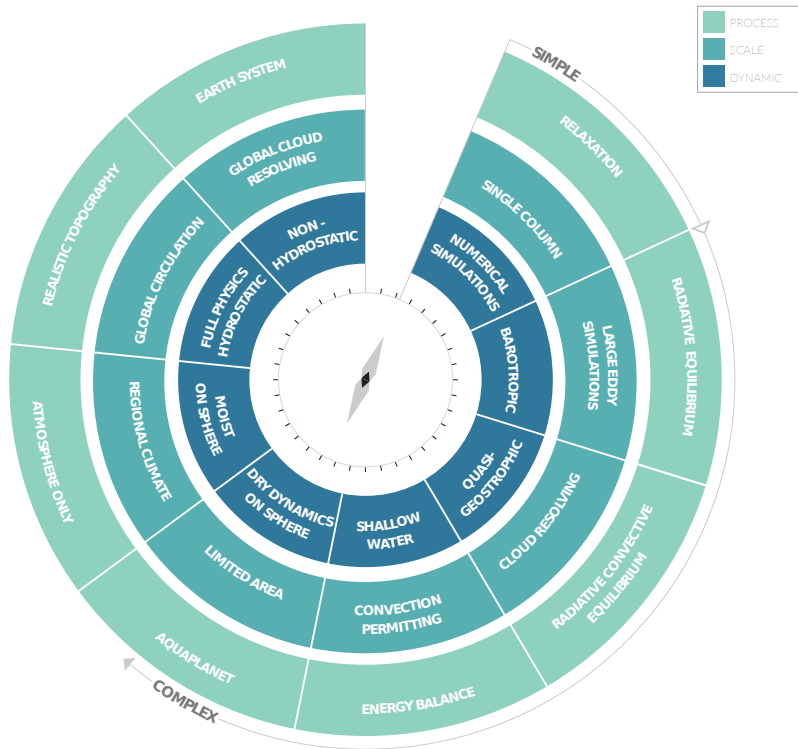 PROCESS
SCALE
DYNAMIC
SIMPLE
RELAXATION
RADIATIVE EQUILIBRIUM
RADIATIVE CONVECTIVE
EQUILIBRIUM
ENERGY BALANCE
AQUAPLANET
ATMOSPHERE ONLY
REALISTIC TOPOGRAPHY
EARTH SYSTEM
SINGLE COLUMN
LARGE EDDY
SIMULATIONS
CLOUD RESOLVING
CONVECTION
PERMITTING
LIMITED AREA
REGIONAL CLIMATE
GLOBAL CIRCULATION
GLOBAL CLOUD
RESOLVING
NUMERICAL
SIMULATIONS
BAROTROPIC
QUASI-
GEOSTROPHIC
SHALLOW
WATER
DRY DYNAMICS
ON SPHERE
MOIST
ON SPHERE
FULL PHYSICS
HYDROSTATIC
NON -
HYDROSTATIC
COMPLEX